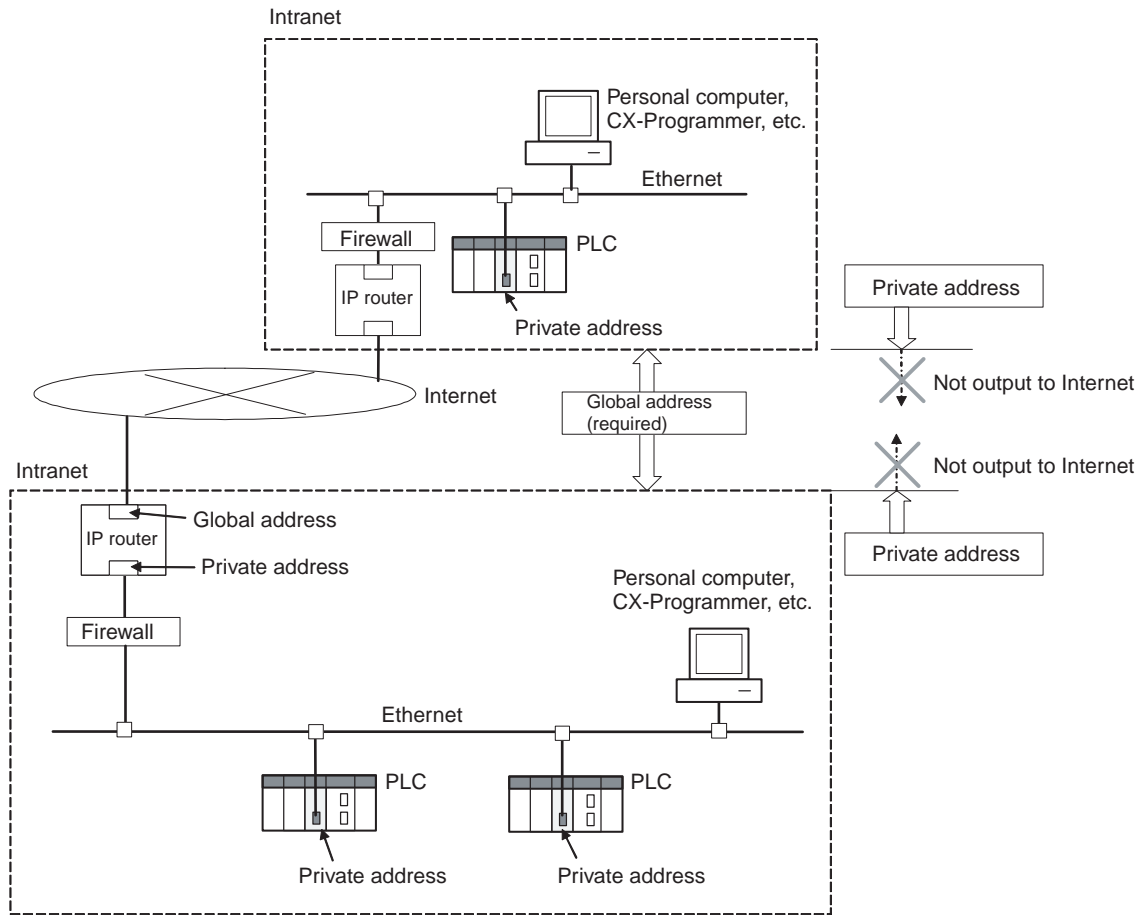 Intranet
Personal computer,
CX-Programmer, etc.
Ethernet
Firewall
PLC
IP router
Private address
Internet
Global address
(required)
Private address
Not output to Internet
Not output to Internet
Private address
Intranet
Global address
IP router
Private address
Firewall
Personal computer,
CX-Programmer, etc.
Ethernet
PLC
PLC
Private address
Private address